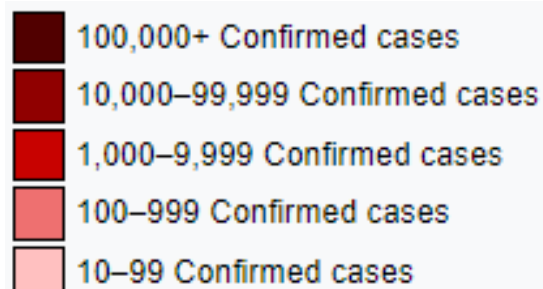 100,000+ Confirmed cases
10,000–99,999 Confirmed cases
1,000–9,999 Confirmed cases
100–999 Confirmed cases
10–99 Confirmed cases